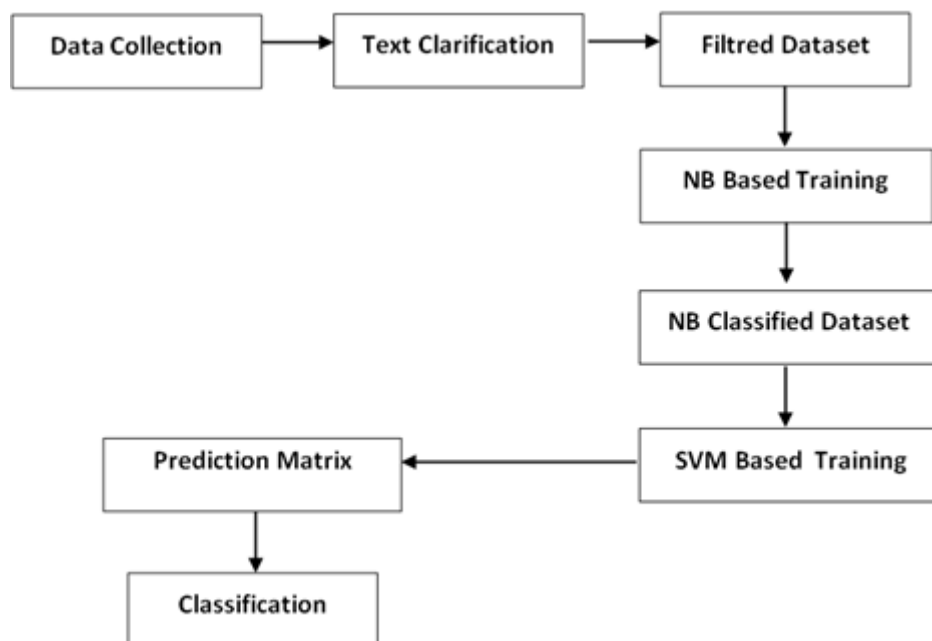 Data Collection
Text Clarification
Filtred Dataset
NB Based Training
NB Classified Dataset
SVM Based Training
Prediction Matrix
Classification